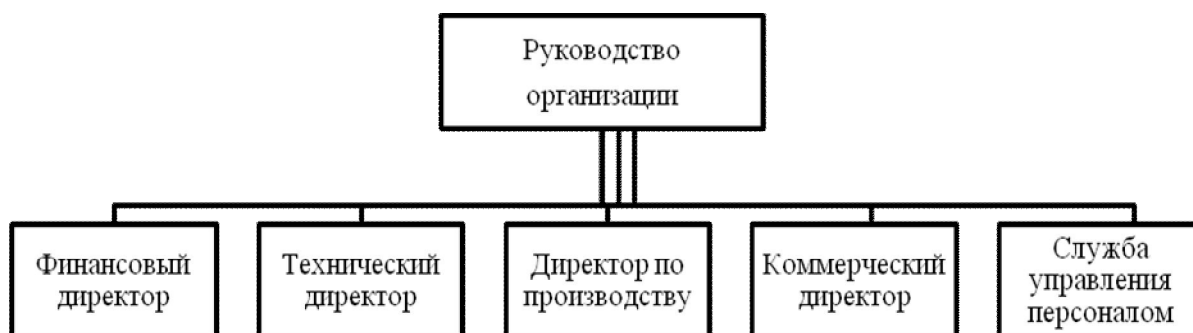 Руководство
организации
Финансовый
директор
Технический
директор
Директор по
производству
Коммерческий
директор
Служба
управления
персоналом